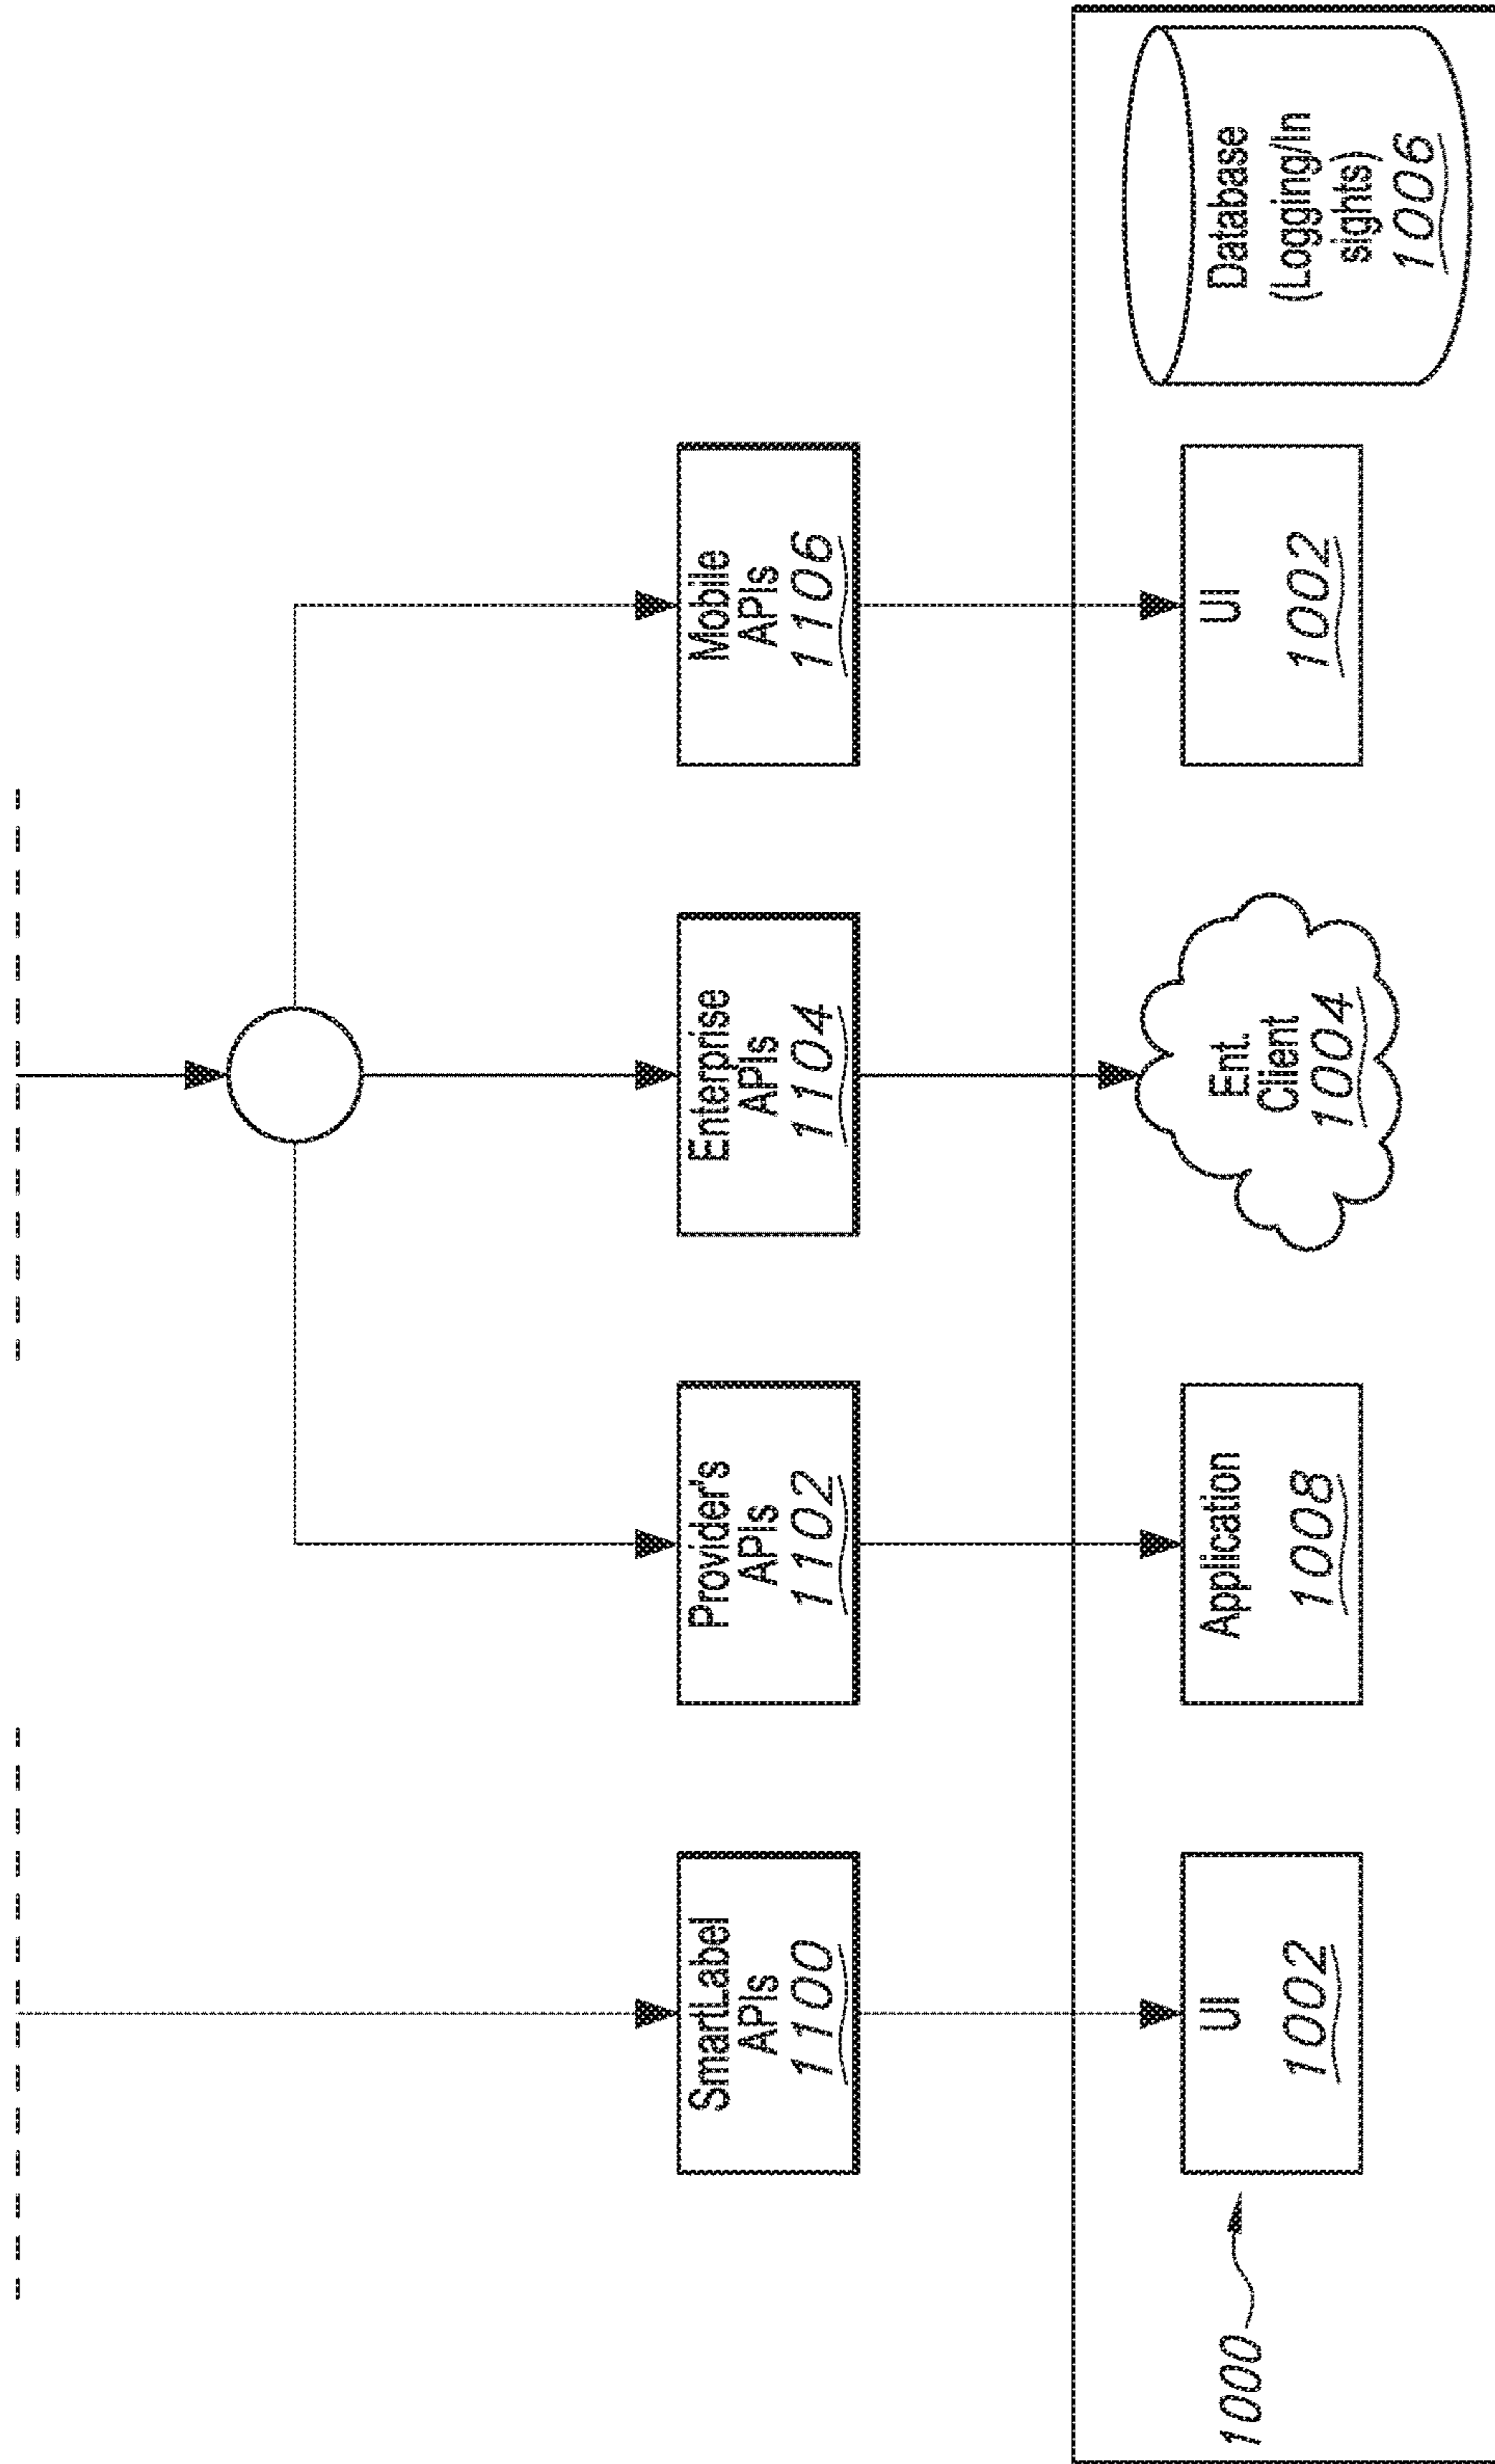 SmartLabel
APIs
1100
Provider's
APIs
1102
Enterprise
APIs
1104
Mobile
APIs
1106
1000
UI
1002
Application
1008
Ent.
Client
1004
UI
1002
Database
(Logging/In
sights)
1006